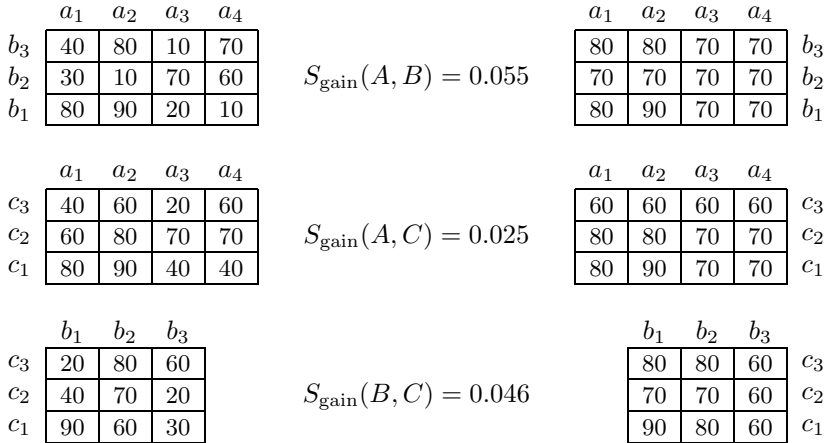 a₁ a₂ a₃ a₄ a₁ a₂ a₃ a₄
b₃ 40 80 10 70 80 80 70 70 b₃
b₂ 30 10 70 60 S_gain(A, B) = 0.055 70 70 70 70 b₂
b₁ 80 90 20 10 80 90 70 70 b₁
a₁ a₂ a₃ a₄ a₁ a₂ a₃ a₄
c₃ 40 60 20 60 60 60 60 60 c₃
c₂ 60 80 70 70 S_gain(A, C) = 0.025 80 80 70 70 c₂
c₁ 80 90 40 40 80 90 70 70 c₁
b₁ b₂ b₃ b₁ b₂ b₃
c₃ 20 80 60 80 80 60 c₃
c₂ 40 70 20 S_gain(B, C) = 0.046 70 70 60 c₂
c₁ 90 60 30 90 80 60 c₁